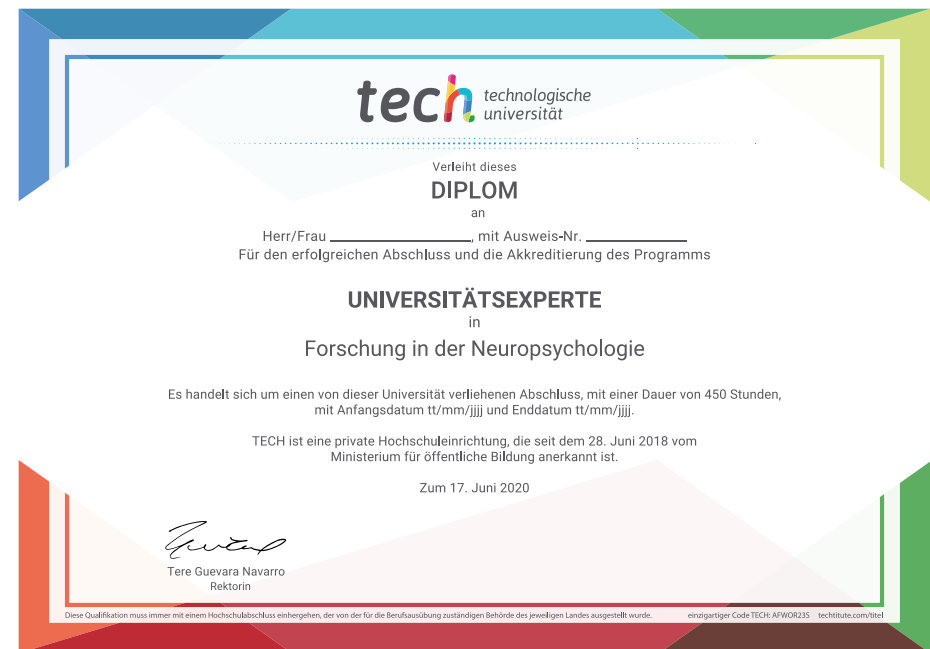 tech technologische
universität
Verleiht dieses
DIPLOM
an
Herr/Frau ____________________, mit Ausweis-Nr. ______________
Für den erfolgreichen Abschluss und die Akkreditierung des Programms
UNIVERSITÄTSEXPERTE
in
Forschung in der Neuropsychologie
Es handelt sich um einen von dieser Universität verliehenen Abschluss, mit einer Dauer von 450 Stunden,
mit Anfangsdatum tt/mm/jjjj und Enddatum tt/mm/jjjj.
TECH ist eine private Hochschuleinrichtung, die seit dem 28. Juni 2018 vom
Ministerium für öffentliche Bildung anerkannt ist.
Zum 17. Juni 2020
Tere Guevara Navarro
Rektorin
Diese Qualifikation muss immer mit einem Hochschulabschluss einhergehen, der von der für die Berufsausübung zuständigen Behörde des jeweiligen Landes ausgestellt wurde. einzigartiger Code TECH: AFWOR23S techtitute.com/titel